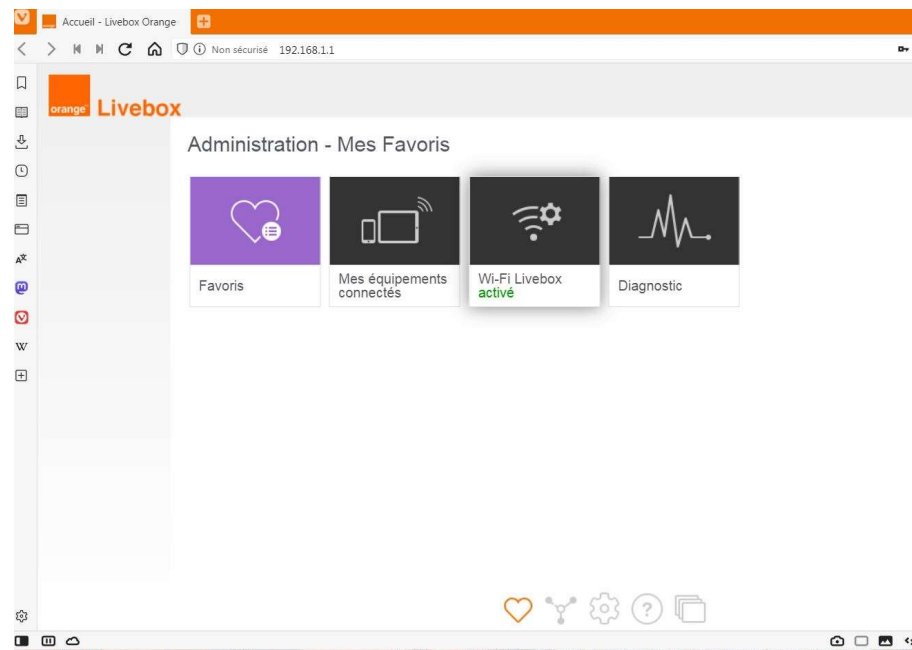 Accueil - Livebox Orange
Non sécurisé 192.168.1.1
orange
Livebox
Administration - Mes Favoris
Favoris
Mes équipements
connectés
Wi-Fi Livebox
activé
Diagnostic